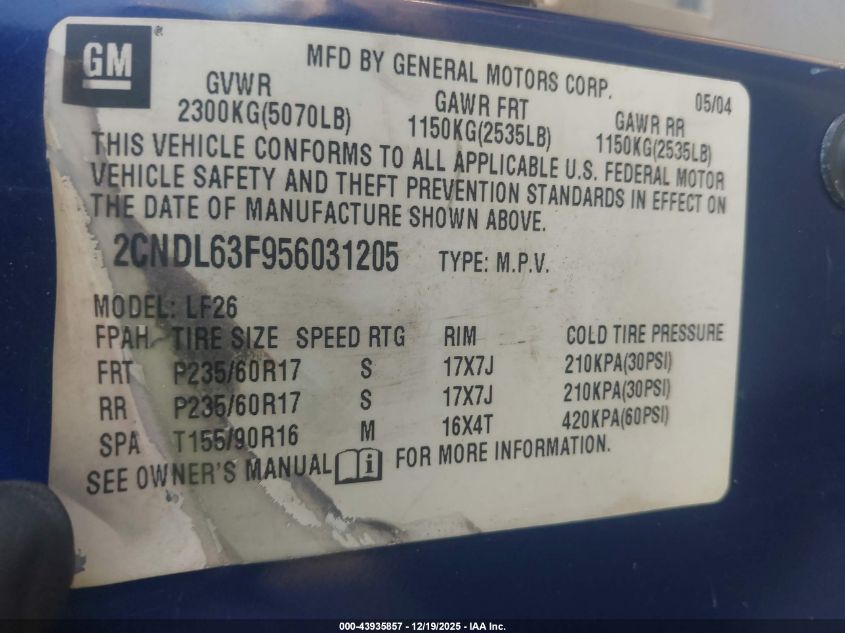 GM ®
MFD BY GENERAL MOTORS CORP.
05/04
GVWR GAWR FRT GAWR RR
2300KG(5070LB) 1150KG(2535LB) 1150KG(2535LB)
THIS VEHICLE CONFORMS TO ALL APPLICABLE U.S. FEDERAL MOTOR
VEHICLE SAFETY AND THEFT PREVENTION STANDARDS IN EFFECT ON
THE DATE OF MANUFACTURE SHOWN ABOVE.
2CNDL63F956031205 TYPE: M.P.V.
MODEL: LF26
FPAH TIRE SIZE SPEED RTG RIM COLD TIRE PRESSURE
FRT P235/60R17 S 17X7J 210KPA(30PSI)
RR P235/60R17 S 17X7J 210KPA(30PSI)
SPA T155/90R16 M 16X4T 420KPA(60PSI)
SEE OWNER'S MANUAL i FOR MORE INFORMATION.
000-43935857 - 12/19/2025 - IAA Inc.